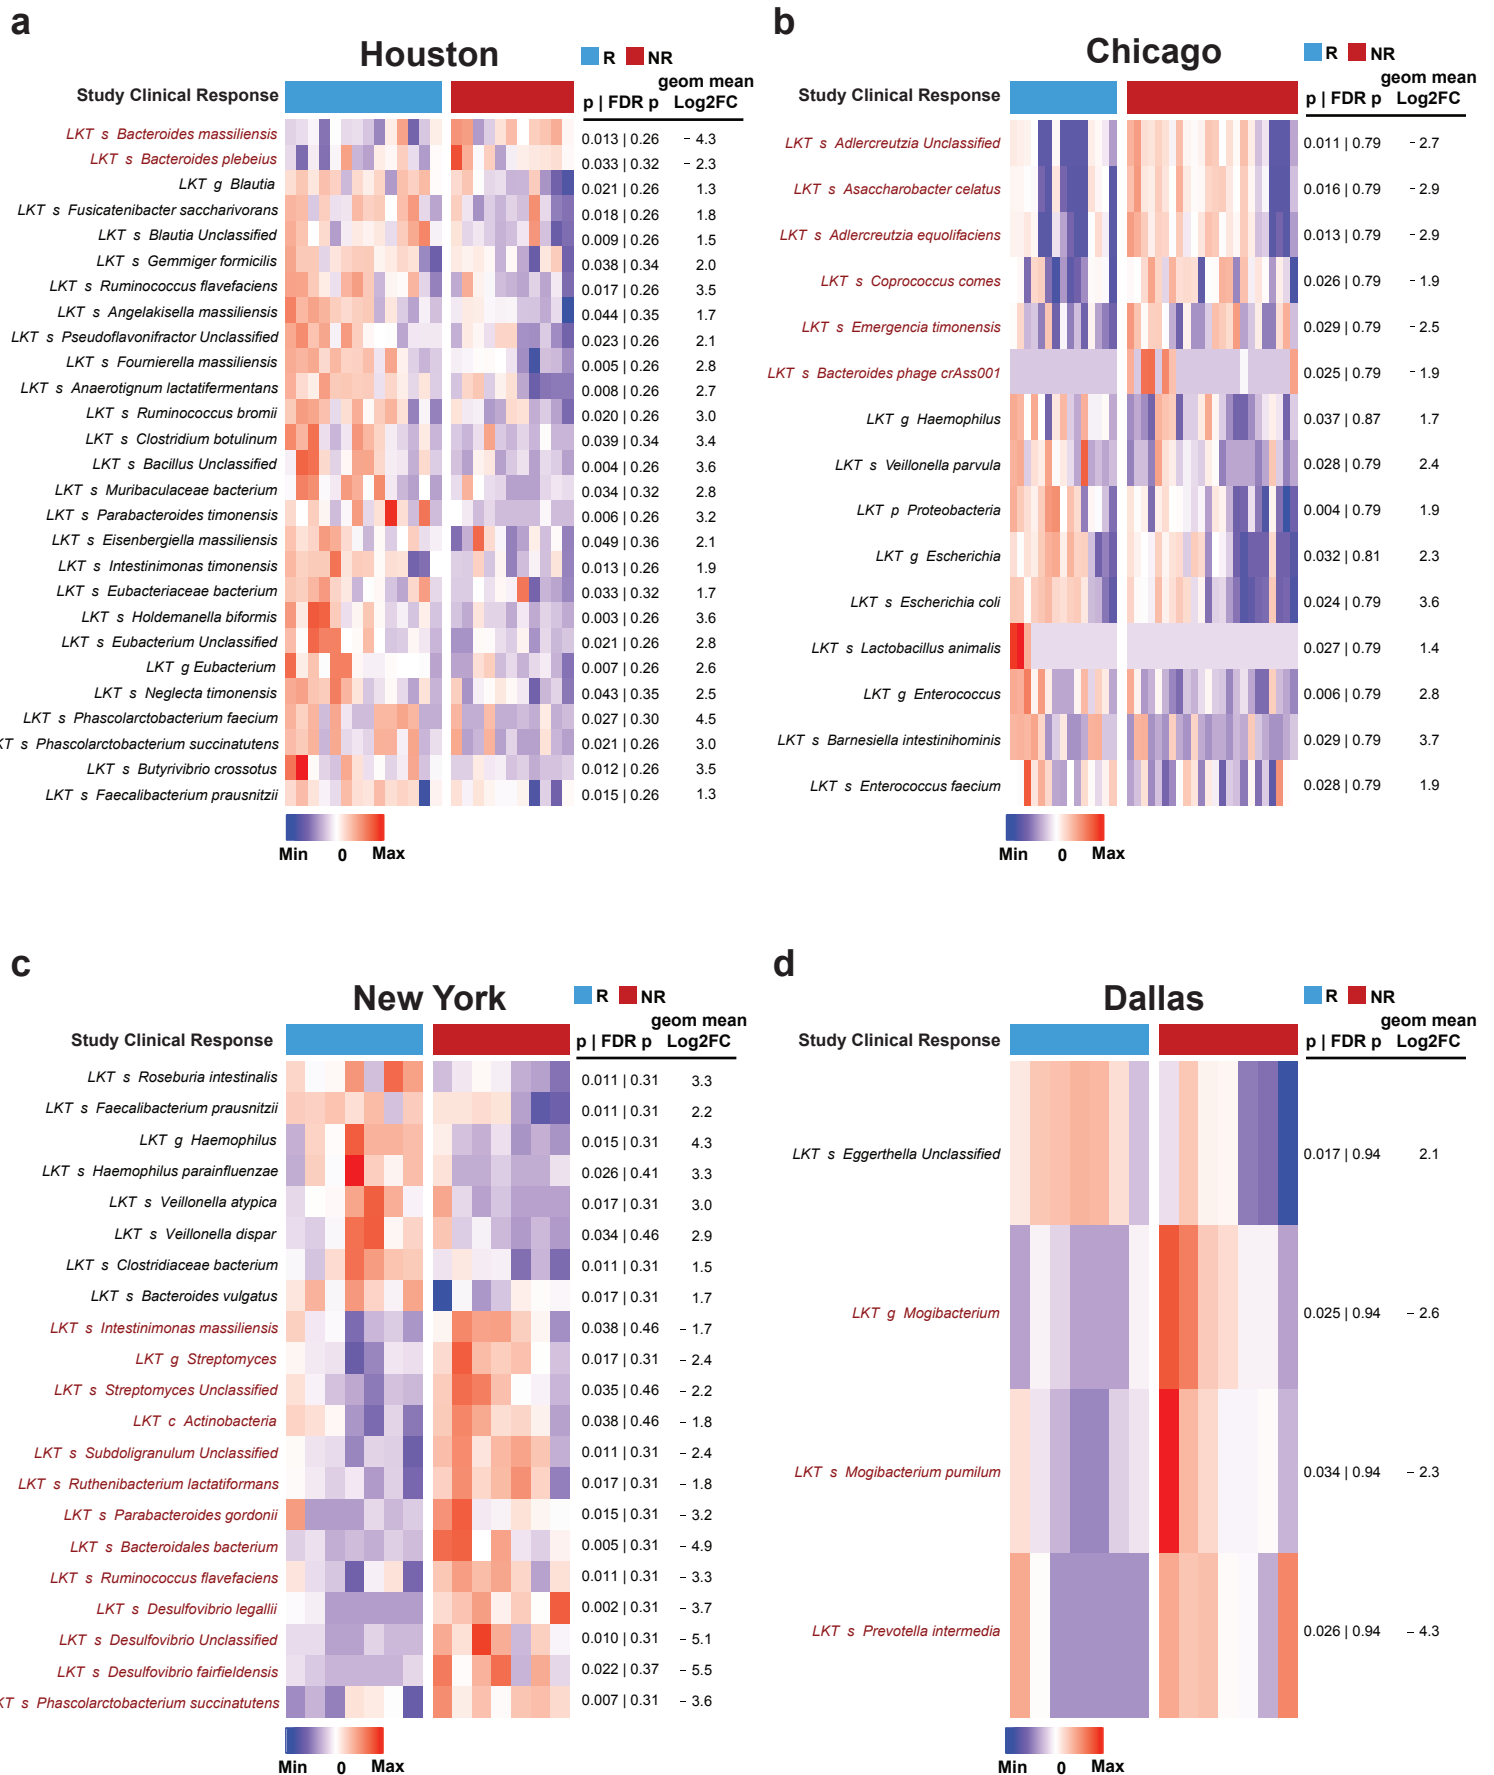 a
Houston
R NR
Study Clinical Response
p | FDR p
geom mean
Log2FC
LKT s Bacteroides massiliensis 0.013 | 0.26 − 4.3
LKT s Bacteroides plebeius 0.033 | 0.32 − 2.3
LKT g Blautia 0.021 | 0.26 1.3
LKT s Fusicatenibacter saccharivorans 0.018 | 0.26 1.8
LKT s Blautia Unclassified 0.009 | 0.26 1.5
LKT s Gemmiger formicilis 0.038 | 0.34 2.0
LKT s Ruminococcus flavefaciens 0.017 | 0.26 3.5
LKT s Angelakisella massiliensis 0.044 | 0.35 1.7
LKT s Pseudoflavonifractor Unclassified 0.023 | 0.26 2.1
LKT s Fournierella massiliensis 0.005 | 0.26 2.8
LKT s Anaerotignum lactatifermentans 0.008 | 0.26 2.7
LKT s Ruminococcus bromii 0.020 | 0.26 3.0
LKT s Clostridium botulinum 0.039 | 0.34 3.4
LKT s Bacillus Unclassified 0.004 | 0.26 3.6
LKT s Muribaculaceae bacterium 0.034 | 0.32 2.8
LKT s Parabacteroides timonensis 0.006 | 0.26 3.2
LKT s Eisenbergiella massiliensis 0.049 | 0.36 2.1
LKT s Intestinimonas timonensis 0.013 | 0.26 1.9
LKT s Eubacteriaceae bacterium 0.033 | 0.32 1.7
LKT s Holdemanella biformis 0.003 | 0.26 3.6
LKT s Eubacterium Unclassified 0.021 | 0.26 2.8
LKT g Eubacterium 0.007 | 0.26 2.6
LKT s Neglecta timonensis 0.043 | 0.35 2.5
LKT s Phascolarctobacterium faecium 0.027 | 0.30 4.5
KT s Phascolarctobacterium succinatutens 0.021 | 0.26 3.0
LKT s Butyrivibrio crossotus 0.012 | 0.26 3.5
LKT s Faecalibacterium prausnitzii 0.015 | 0.26 1.3
Min 0 Max
b
Chicago
R NR
Study Clinical Response
p | FDR p
geom mean
Log2FC
LKT s Adlercreutzia Unclassified 0.011 | 0.79 − 2.7
LKT s Asaccharobacter celatus 0.016 | 0.79 − 2.9
LKT s Adlercreutzia equolifaciens 0.013 | 0.79 − 2.9
LKT s Coprococcus comes 0.026 | 0.79 − 1.9
LKT s Emergencia timonensis 0.029 | 0.79 − 2.5
LKT s Bacteroides phage crAss001 0.025 | 0.79 − 1.9
LKT g Haemophilus 0.037 | 0.87 1.7
LKT s Veillonella parvula 0.028 | 0.79 2.4
LKT p Proteobacteria 0.004 | 0.79 1.9
LKT g Escherichia 0.032 | 0.81 2.3
LKT s Escherichia coli 0.024 | 0.79 3.6
LKT s Lactobacillus animalis 0.027 | 0.79 1.4
LKT g Enterococcus 0.006 | 0.79 2.8
LKT s Barnesiella intestinihominis 0.029 | 0.79 3.7
LKT s Enterococcus faecium 0.028 | 0.79 1.9
Min 0 Max
c
New York
R NR
Study Clinical Response
p | FDR p
geom mean
Log2FC
LKT s Roseburia intestinalis 0.011 | 0.31 3.3
LKT s Faecalibacterium prausnitzii 0.011 | 0.31 2.2
LKT g Haemophilus 0.015 | 0.31 4.3
LKT s Haemophilus parainfluenzae 0.026 | 0.41 3.3
LKT s Veillonella atypica 0.017 | 0.31 3.0
LKT s Veillonella dispar 0.034 | 0.46 2.9
LKT s Clostridiaceae bacterium 0.011 | 0.31 1.5
LKT s Bacteroides vulgatus 0.017 | 0.31 1.7
LKT s Intestinimonas massiliensis 0.038 | 0.46 − 1.7
LKT g Streptomyces 0.017 | 0.31 − 2.4
LKT s Streptomyces Unclassified 0.035 | 0.46 − 2.2
LKT c Actinobacteria 0.038 | 0.46 − 1.8
LKT s Subdoligranulum Unclassified 0.011 | 0.31 − 2.4
LKT s Ruthenibacterium lactatiformans 0.017 | 0.31 − 1.8
LKT s Parabacteroides gordonii 0.015 | 0.31 − 3.2
LKT s Bacteroidales bacterium 0.005 | 0.31 − 4.9
LKT s Ruminococcus flavefaciens 0.011 | 0.31 − 3.3
LKT s Desulfovibrio legallii 0.002 | 0.31 − 3.7
LKT s Desulfovibrio Unclassified 0.010 | 0.31 − 5.1
LKT s Desulfovibrio fairfieldensis 0.022 | 0.37 − 5.5
KT s Phascolarctobacterium succinatutens 0.007 | 0.31 − 3.6
Min 0 Max
d
Dallas
R NR
Study Clinical Response
p | FDR p
geom mean
Log2FC
LKT s Eggerthella Unclassified 0.017 | 0.94 2.1
LKT g Mogibacterium 0.025 | 0.94 − 2.6
LKT s Mogibacterium pumilum 0.034 | 0.94 − 2.3
LKT s Prevotella intermedia 0.026 | 0.94 − 4.3
Min 0 Max